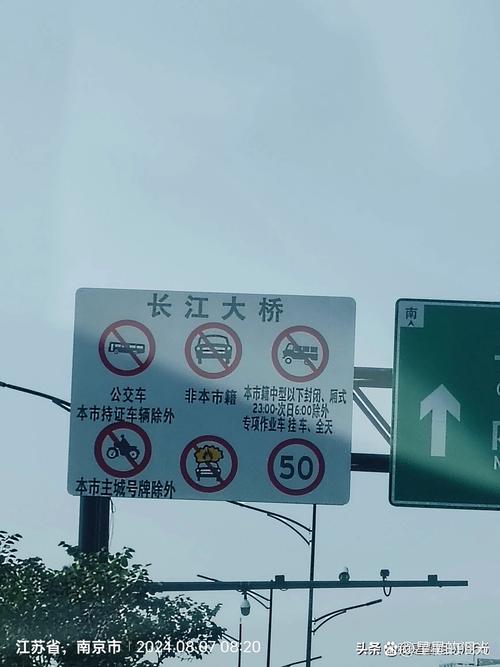 长江大桥
公交车
本市持证车辆除外
非本市籍
本市籍中型以下封闭、厢式
23:00-次日6:00除外
专项作业车挂车、全天
本市主城号牌除外
50
南
江苏省，南京市 | 2024.08.07 08:20
头条